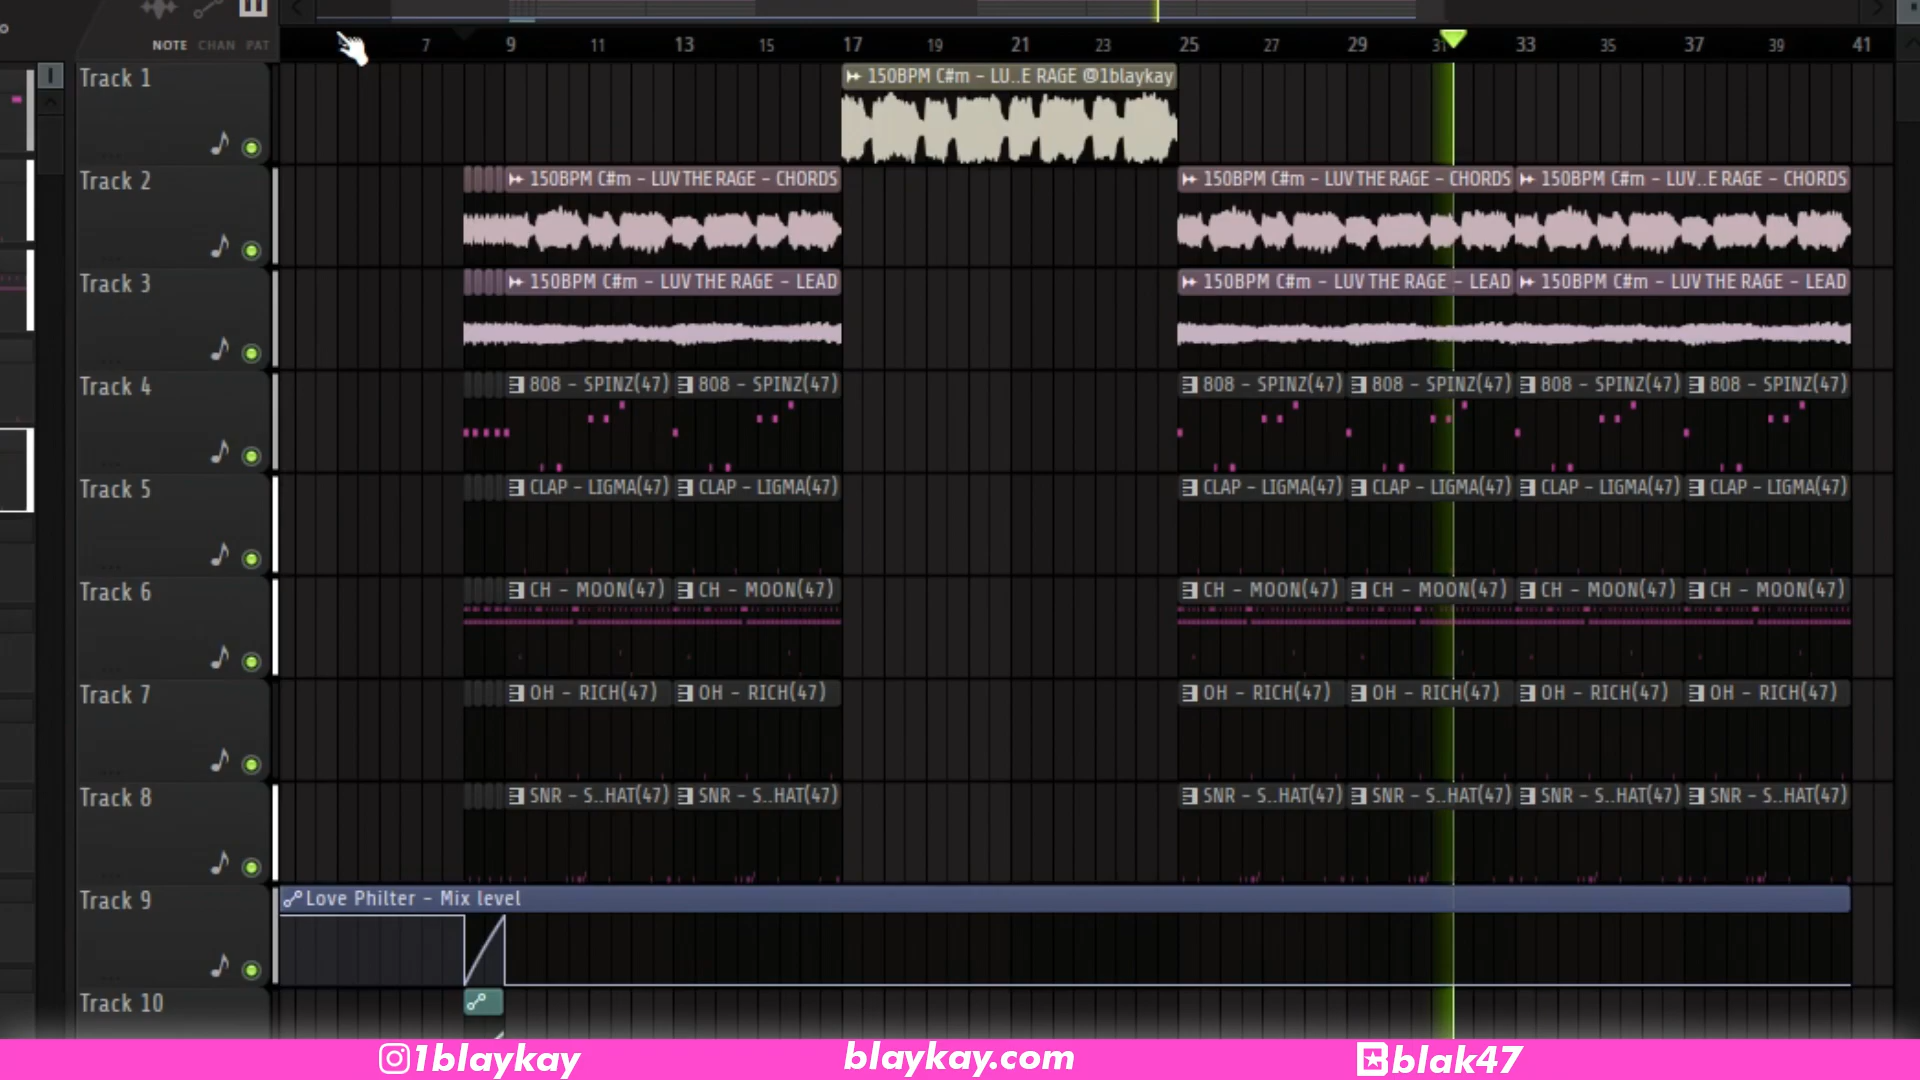 NOTE CHAN PAT
7 9 11 13 15 17 19 21 23 25 27 29 31 33 35 37 39 41
Track 1
150BPM C#m - LU..E RAGE @1blaykay
Track 2
150BPM C#m - LUV THE RAGE - CHORDS 150BPM C#m - LUV THE RAGE - CHORDS 150BPM C#m - LUV..E RAGE - CHORDS
Track 3
150BPM C#m - LUV THE RAGE - LEAD 150BPM C#m - LUV THE RAGE - LEAD 150BPM C#m - LUV THE RAGE - LEAD
Track 4
808 - SPINZ(47) 808 - SPINZ(47) 808 - SPINZ(47) 808 - SPINZ(47) 808 - SPINZ(47) 808 - SPINZ(47)
Track 5
CLAP - LIGMA(47) CLAP - LIGMA(47) CLAP - LIGMA(47) CLAP - LIGMA(47) CLAP - LIGMA(47) CLAP - LIGMA(47)
Track 6
CH - MOON(47) CH - MOON(47) CH - MOON(47) CH - MOON(47) CH - MOON(47) CH - MOON(47)
Track 7
OH - RICH(47) OH - RICH(47) OH - RICH(47) OH - RICH(47) OH - RICH(47) OH - RICH(47)
Track 8
SNR - S..HAT(47) SNR - S..HAT(47) SNR - S..HAT(47) SNR - S..HAT(47) SNR - S..HAT(47) SNR - S..HAT(47)
Track 9
Love Philter - Mix level
Track 10
1blaykay blaykay.com blak47